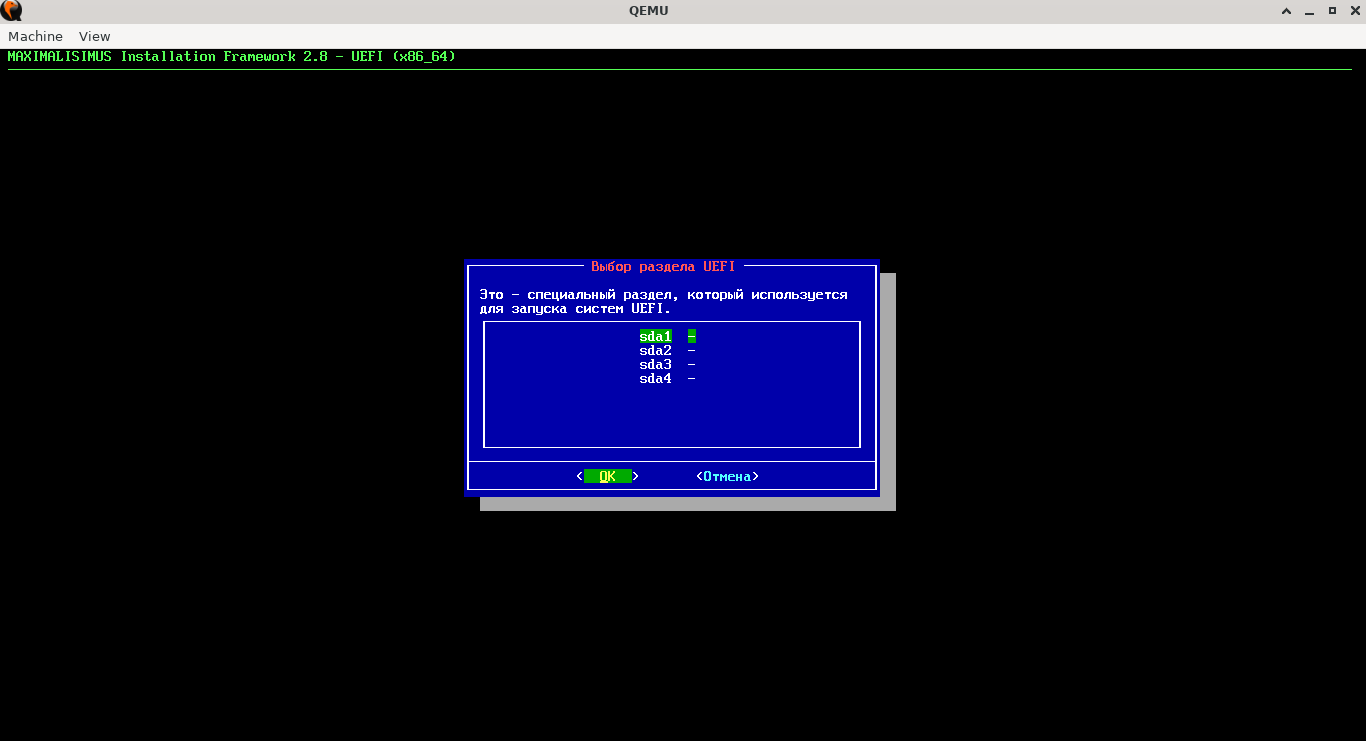 QEMU
Machine View
MAXIMALISIMUS Installation Framework 2.8 - UEFI (x86_64)
Выбор раздела UEFI
Это - специальный раздел, который используется
для запуска систем UEFI.
sda1 -
sda2 -
sda3 -
sda4 -
< OK > <Отмена>